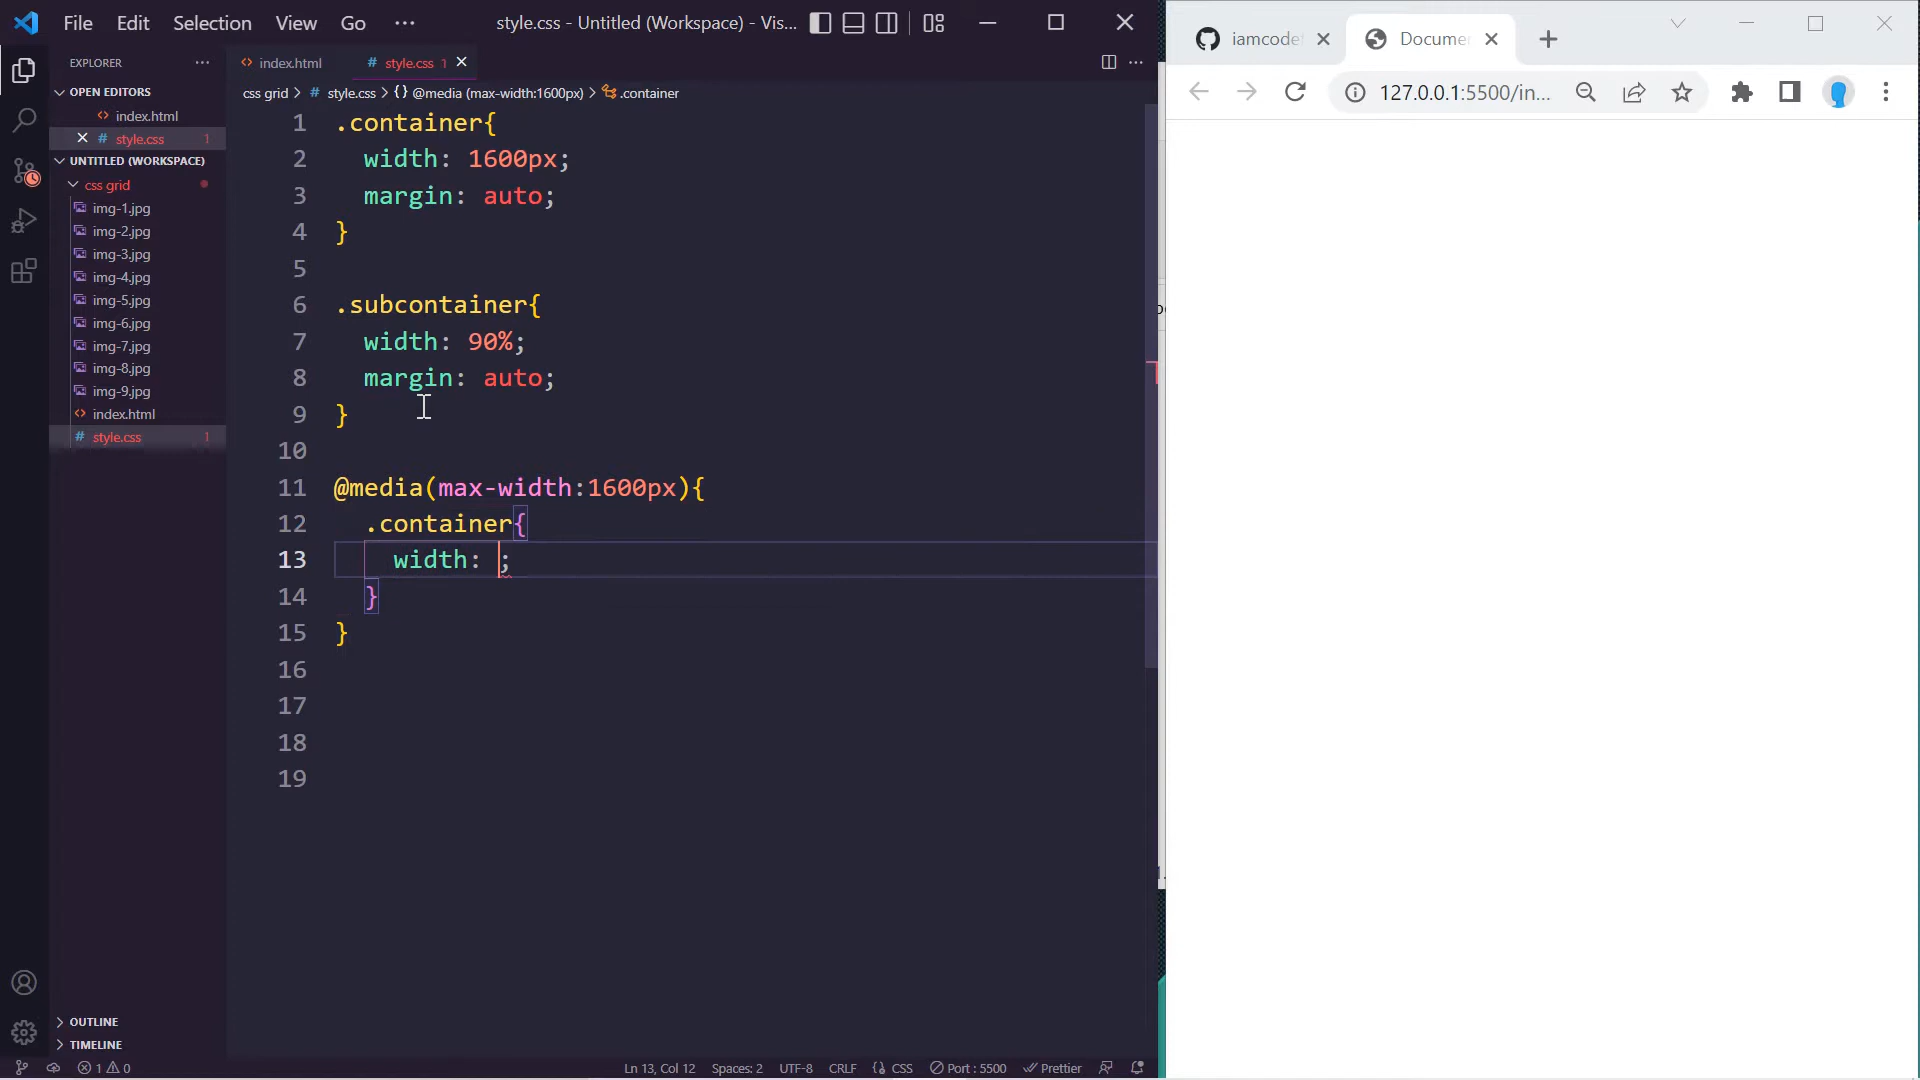 File Edit Selection View Go ··· style.css - Untitled (Workspace) - Vis...
EXPLORER ···
OPEN EDITORS
index.html
style.css 1
UNTITLED (WORKSPACE)
css grid
img-1.jpg
img-2.jpg
img-3.jpg
img-4.jpg
img-5.jpg
img-6.jpg
img-7.jpg
img-8.jpg
img-9.jpg
index.html
style.css 1
OUTLINE
TIMELINE
index.html # style.css 1
css grid > # style.css > {} @media (max-width:1600px) > .container
1 .container{
2 width: 1600px;
3 margin: auto;
4 }
5
6 .subcontainer{
7 width: 90%;
8 margin: auto;
9 }
10
11 @media(max-width:1600px){
12 .container{
13 width: ;
14 }
15 }
16
17
18
19
1 0 Ln 13, Col 12 Spaces: 2 UTF-8 CRLF {} CSS Port : 5500 Prettier
iamcode Documen
127.0.0.1:5500/in...